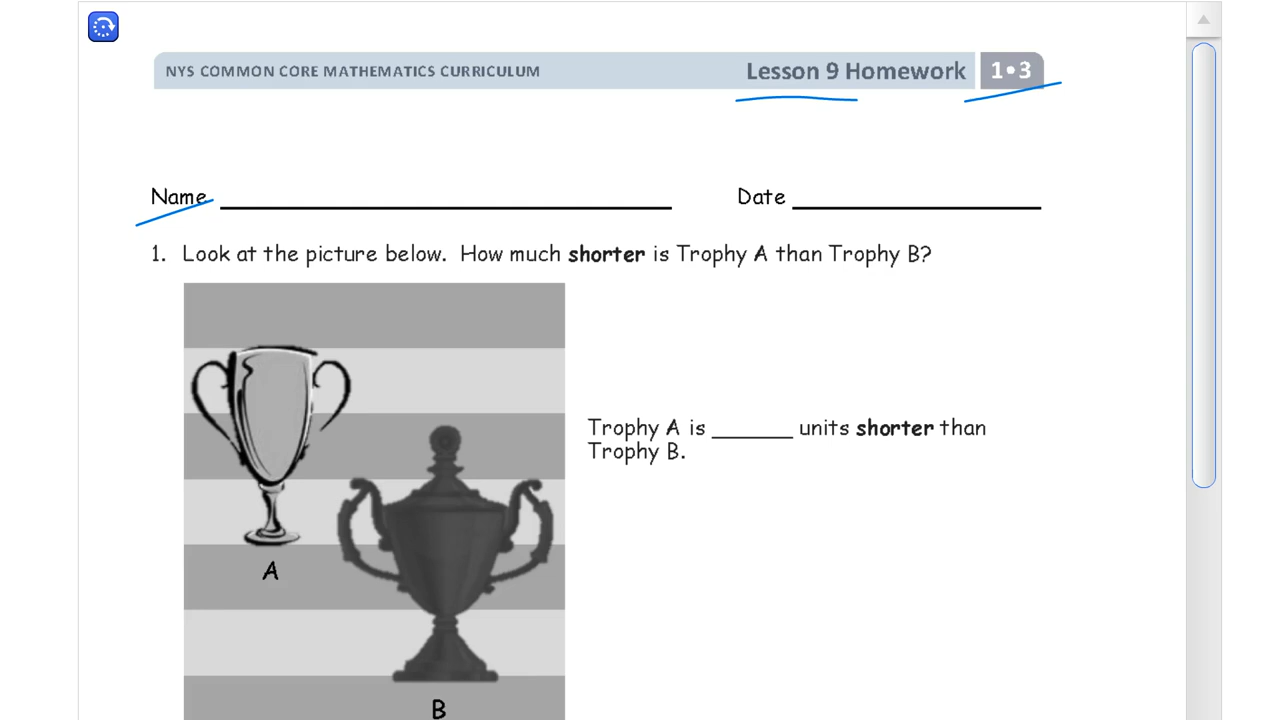 NYS COMMON CORE MATHEMATICS CURRICULUM Lesson 9 Homework 1•3
Name Date
1. Look at the picture below. How much shorter is Trophy A than Trophy B?
Trophy A is ______ units shorter than
Trophy B.
A
B